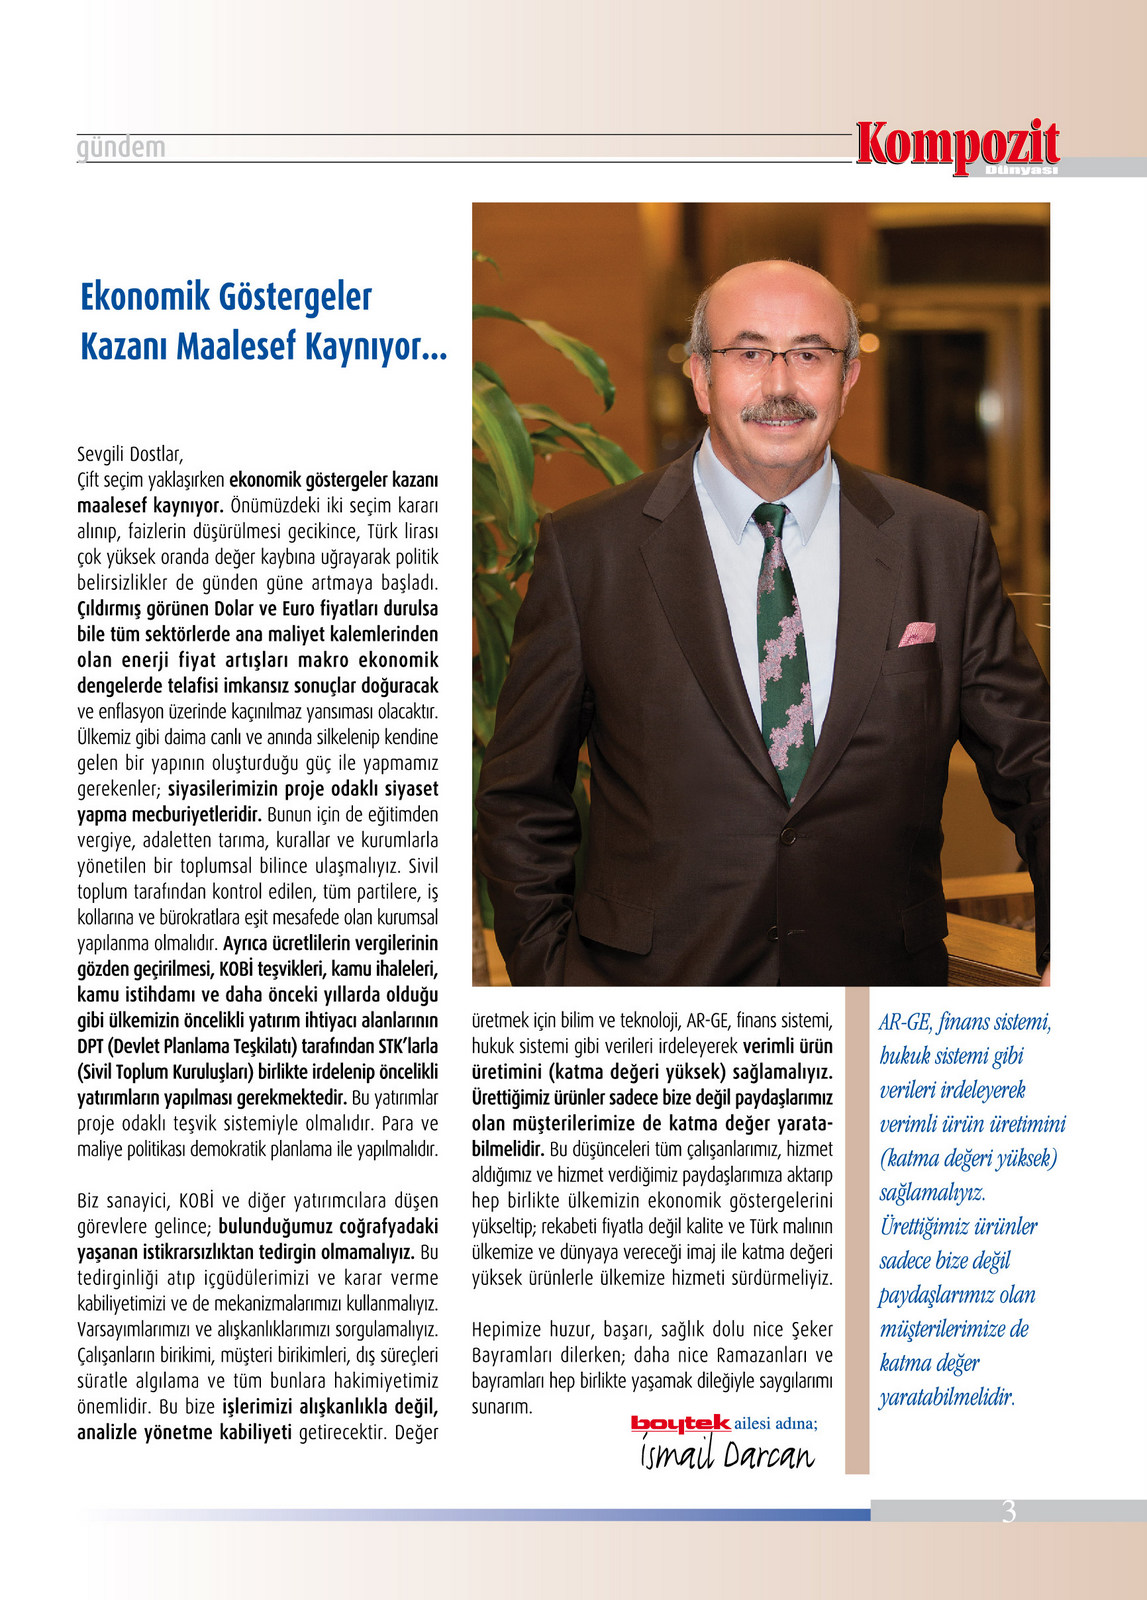 gündem
Kompozit
Dünyası
Ekonomik Göstergeler
Kazanı Maalesef Kaynıyor...
Sevgili Dostlar,
Çift seçim yaklaşırken ekonomik göstergeler kazanı
maalesef kaynıyor. Önümüzdeki iki seçim kararı
alınıp, faizlerin düşürülmesi gecikince, Türk lirası
çok yüksek oranda değer kaybına uğrayarak politik
belirsizlikler de günden güne artmaya başladı.
Çıldırmış görünen Dolar ve Euro fiyatları durulsa
bile tüm sektörlerde ana maliyet kalemlerinden
olan enerji fiyat artışları makro ekonomik
dengelerde telafisi imkansız sonuçlar doğuracak
ve enflasyon üzerinde kaçınılmaz yansıması olacaktır.
Ülkemiz gibi daima canlı ve anında silkelenip kendine
gelen bir yapının oluşturduğu güç ile yapmamız
gerekenler; siyasilerimizin proje odaklı siyaset
yapma mecburiyetleridir. Bunun için de eğitimden
vergiye, adaletten tarıma, kurallar ve kurumlarla
yönetilen bir toplumsal bilince ulaşmalıyız. Sivil
toplum tarafından kontrol edilen, tüm partilere, iş
kollarına ve bürokratlara eşit mesafede olan kurumsal
yapılanma olmalıdır. Ayrıca ücretlilerin vergilerinin
gözden geçirilmesi, KOBİ teşvikleri, kamu ihaleleri,
kamu istihdamı ve daha önceki yıllarda olduğu
gibi ülkemizin öncelikli yatırım ihtiyacı alanlarının
DPT (Devlet Planlama Teşkilatı) tarafından STK'larla
(Sivil Toplum Kuruluşları) birlikte irdelenip öncelikli
yatırımların yapılması gerekmektedir. Bu yatırımlar
proje odaklı teşvik sistemiyle olmalıdır. Para ve
maliye politikası demokratik planlama ile yapılmalıdır.
Biz sanayici, KOBİ ve diğer yatırımcılara düşen
görevlere gelince; bulunduğumuz coğrafyadaki
yaşanan istikrarsızlıktan tedirgin olmamalıyız. Bu
tedirginliği atıp içgüdülerimizi ve karar verme
kabiliyetimizi ve de mekanizmalarımızı kullanmalıyız.
Varsayımlarımızı ve alışkanlıklarımızı sorgulamalıyız.
Çalışanların birikimi, müşteri birikimleri, dış süreçleri
süratle algılama ve tüm bunlara hakimiyetimiz
önemlidir. Bu bize işlerimizi alışkanlıkla değil,
analizle yönetme kabiliyeti getirecektir. Değer
üretmek için bilim ve teknoloji, AR-GE, finans sistemi,
hukuk sistemi gibi verileri irdeleyerek verimli ürün
üretimini (katma değeri yüksek) sağlamalıyız.
Ürettiğimiz ürünler sadece bize değil paydaşlarımız
olan müşterilerimize de katma değer yarata-
bilmelidir. Bu düşünceleri tüm çalışanlarımız, hizmet
aldığımız ve hizmet verdiğimiz paydaşlarımıza aktarıp
hep birlikte ülkemizin ekonomik göstergelerini
yükseltip; rekabeti fiyatla değil kalite ve Türk malının
ülkemize ve dünyaya vereceği imaj ile katma değeri
yüksek ürünlerle ülkemize hizmeti sürdürmeliyiz.
Hepimize huzur, başarı, sağlık dolu nice Şeker
Bayramları dilerken; daha nice Ramazanları ve
bayramları hep birlikte yaşamak dileğiyle saygılarımı
sunarım.
boytek ailesi adına;
İsmail Darcan
AR-GE, finans sistemi,
hukuk sistemi gibi
verileri irdeleyerek
verimli ürün üretimini
(katma değeri yüksek)
sağlamalıyız.
Ürettiğimiz ürünler
sadece bize değil
paydaşlarımız olan
müşterilerimize de
katma değer
yaratabilmelidir.
3